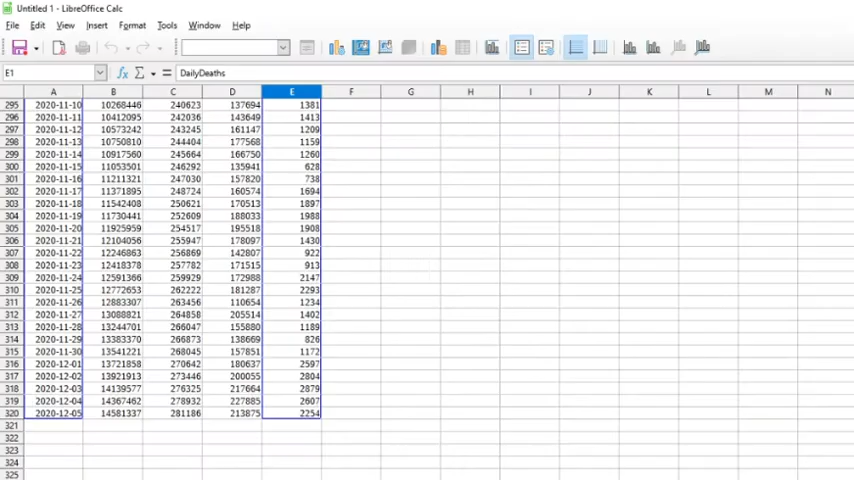 Untitled 1 - LibreOffice Calc
File Edit View Insert Format Tools Window Help
E1 DailyDeaths
A B C D E F G H I J K L M N
295 2020-11-10 10268446 240623 137694 1381
296 2020-11-11 10412095 242036 143649 1413
297 2020-11-12 10573242 243245 161147 1209
298 2020-11-13 10750810 244404 177568 1159
299 2020-11-14 10917560 245664 166750 1260
300 2020-11-15 11053501 246292 135941 628
301 2020-11-16 11211321 247030 157820 738
302 2020-11-17 11371895 248724 160574 1694
303 2020-11-18 11542408 250621 170513 1897
304 2020-11-19 11730441 252609 188033 1988
305 2020-11-20 11925959 254517 195518 1908
306 2020-11-21 12104056 255947 178097 1430
307 2020-11-22 12246863 256869 142807 922
308 2020-11-23 12418378 257782 171515 913
309 2020-11-24 12591366 259929 172988 2147
310 2020-11-25 12772653 262222 181287 2293
311 2020-11-26 12883307 263456 110654 1234
312 2020-11-27 13088821 264858 205514 1402
313 2020-11-28 13244701 266047 155880 1189
314 2020-11-29 13383370 266873 138669 826
315 2020-11-30 13541221 268045 157851 1172
316 2020-12-01 13721858 270642 180637 2597
317 2020-12-02 13921913 273446 200055 2804
318 2020-12-03 14139577 276325 217664 2879
319 2020-12-04 14367462 278932 227885 2607
320 2020-12-05 14581337 281186 213875 2254
321
322
323
324
325